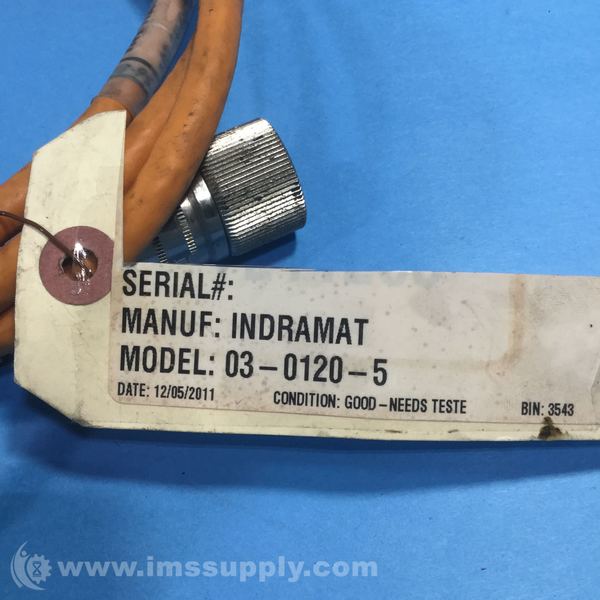 SERIAL#:
MANUF: INDRAMAT
MODEL: 03-0120-5
DATE: 12/05/2011 CONDITION: GOOD-NEEDS TESTE BIN: 3543
www.imssupply.com